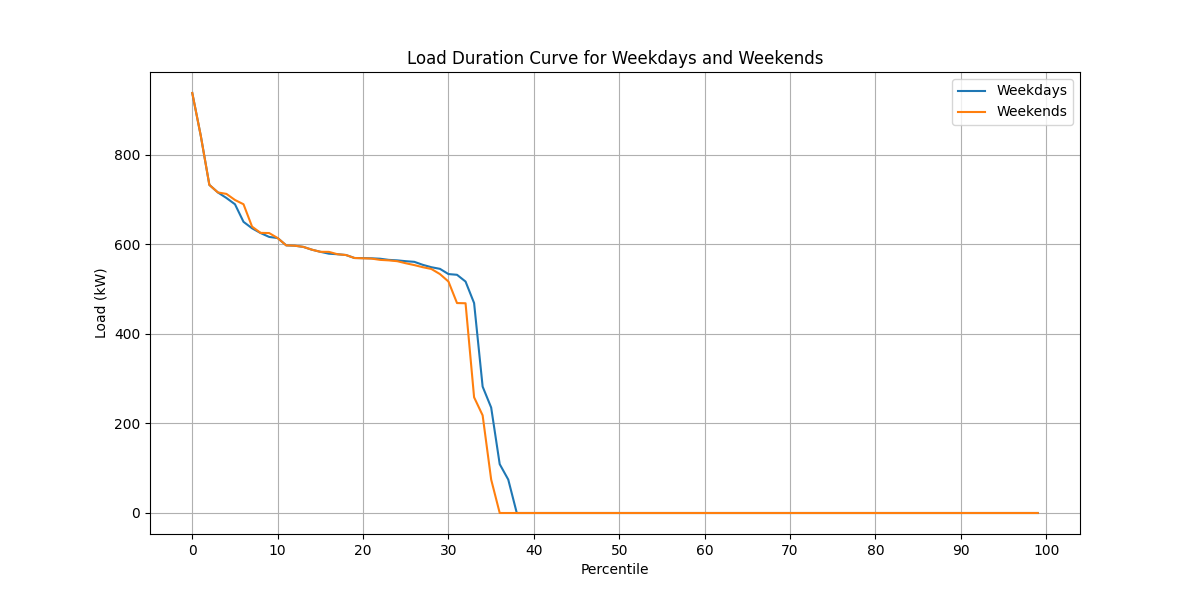 Load Duration Curve for Weekdays and Weekends
Weekdays
Weekends
800
600
400
200
0
Load (kW)
0 10 20 30 40 50 60 70 80 90 100
Percentile